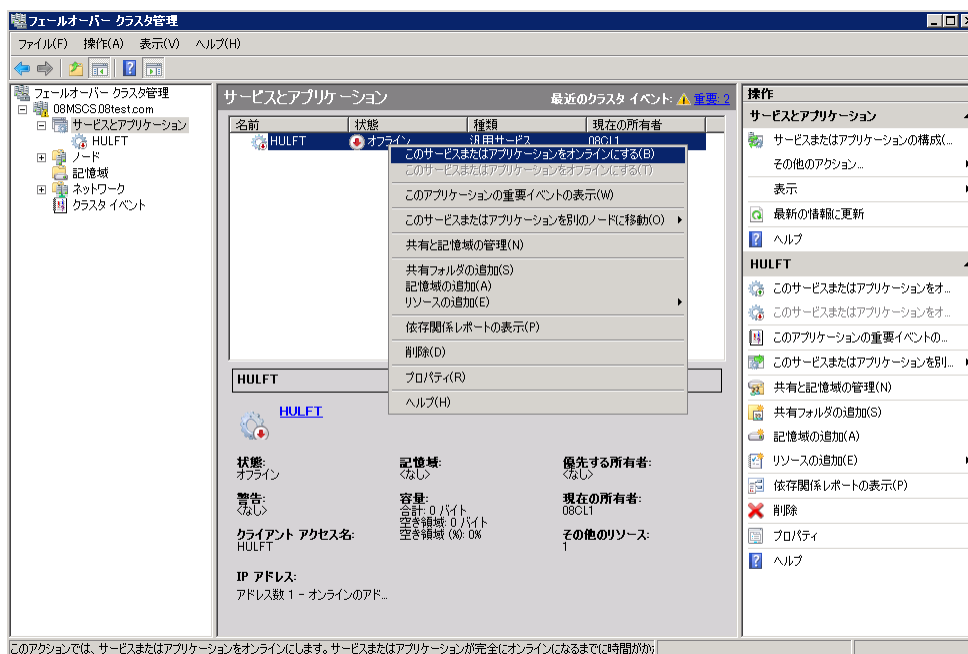 フェールオーバー クラスタ管理
ファイル(F) 操作(A) 表示(V) ヘルプ(H)
フェールオーバー クラスタ管理
08MSCS.08test.com
サービスとアプリケーション
HULFT
ノード
記憶域
ネットワーク
クラスタ イベント
サービスとアプリケーション
最近のクラスタ イベント: 重要: 2
名前 状態 種類 現在の所有者
HULFT オフライン 汎用サービス 08CL1
このサービスまたはアプリケーションをオンラインにする(B)
このサービスまたはアプリケーションをオフラインにする(T)
このアプリケーションの重要イベントの表示(W)
このサービスまたはアプリケーションを別のノードに移動(O)
共有と記憶域の管理(N)
共有フォルダの追加(S)
記憶域の追加(A)
リソースの追加(E)
依存関係レポートの表示(P)
削除(D)
プロパティ(R)
ヘルプ(H)
HULFT
HULFT
状態:
オフライン
記憶域:
<なし>
優先する所有者:
<なし>
警告:
<なし>
容量:
合計: 0 バイト
空き領域: 0 バイト
空き領域 (%): 0%
現在の所有者:
08CL1
クライアント アクセス名:
HULFT
その他のリソース:
1
IP アドレス:
アドレス数 1 - オンラインのアド...
操作
サービスとアプリケーション
サービスまたはアプリケーションの構成(...
その他のアクション...
表示
最新の情報に更新
ヘルプ
HULFT
このサービスまたはアプリケーションをオ...
このサービスまたはアプリケーションをオ...
このアプリケーションの重要イベントの...
このサービスまたはアプリケーションを別...
共有と記憶域の管理(N)
共有フォルダの追加(S)
記憶域の追加(A)
リソースの追加(E)
依存関係レポートの表示(P)
削除
プロパティ
ヘルプ
このアクションでは、サービスまたはアプリケーションをオンラインにします。サービスまたはアプリケーションが完全にオンラインになるまでに時間がか